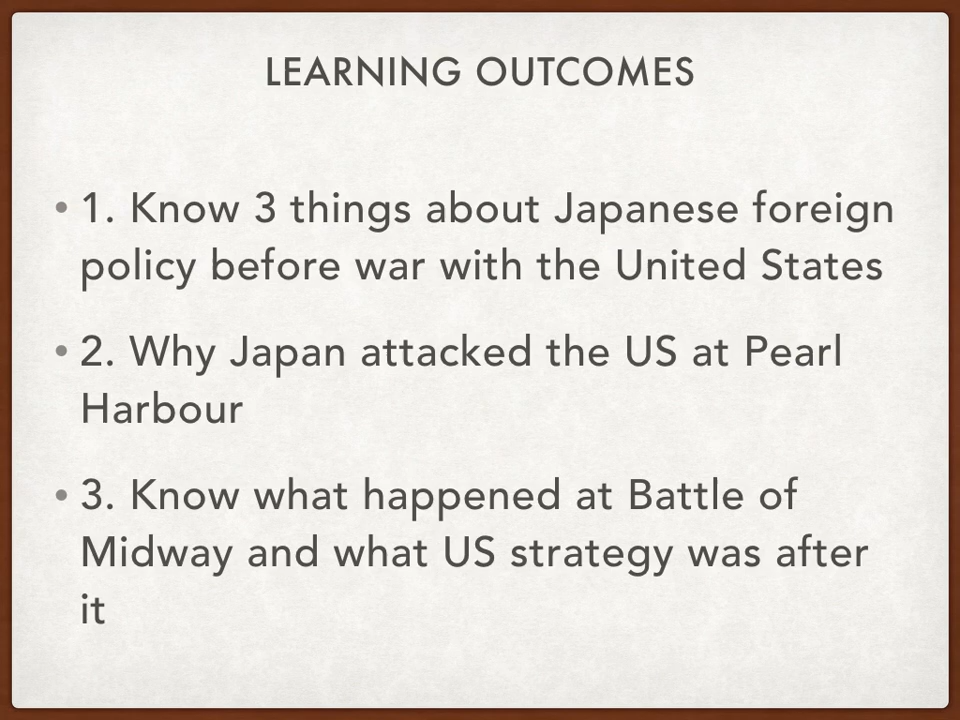 LEARNING OUTCOMES
• 1. Know 3 things about Japanese foreign
policy before war with the United States
• 2. Why Japan attacked the US at Pearl
Harbour
• 3. Know what happened at Battle of
Midway and what US strategy was after
it